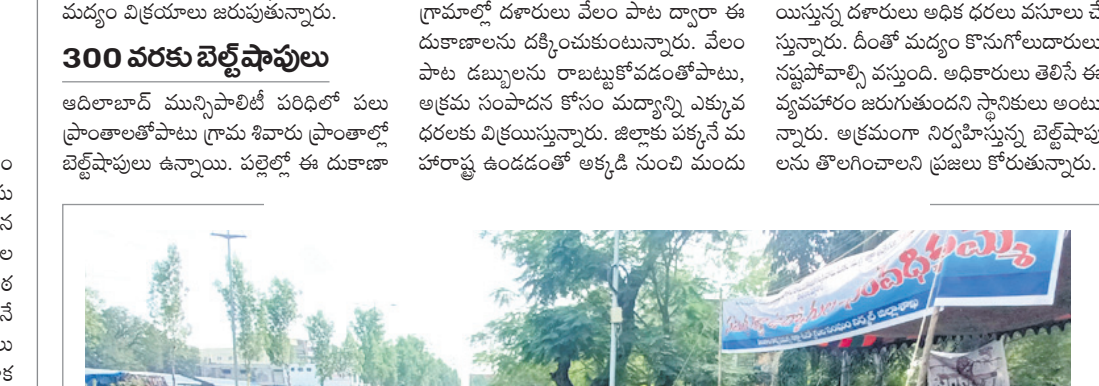 మద్యం విక్రయాలు జరుపుతున్నారు.
300 వరకు బెల్ట్‌షాపులు
ఆదిలాబాద్ మున్సిపాలిటీ పరిధిలో పలు
ప్రాంతాలతోపాటు గ్రామ శివారు ప్రాంతాల్లో
బెల్ట్‌షాపులు ఉన్నాయి. పల్లెల్లో ఈ దుకాణా
గ్రామాల్లో దళారులు వేలం పాట ద్వారా ఈ
దుకాణాలను దక్కించుకుంటున్నారు. వేలం
పాట డబ్బులను రాబట్టుకోవడంతోపాటు,
అక్రమ సంపాదన కోసం మద్యాన్ని ఎక్కువ
ధరలకు విక్రయిస్తున్నారు. జిల్లాకు పక్కనే మ
హారాష్ట్ర ఉండడంతో అక్కడి నుంచి మందు
యిస్తున్న దళారులు అధిక ధరలు వసూలు చే
స్తున్నారు. దీంతో మద్యం కొనుగోలుదారులు
నష్టపోవాల్సి వస్తుంది. అధికారులు తెలిసే ఈ
వ్యవహారం జరుగుతుందని స్థానికులు అంటు
న్నారు. అక్రమంగా నిర్వహిస్తున్న బెల్ట్‌షాపు
లను తొలగించాలని ప్రజలు కోరుతున్నారు.